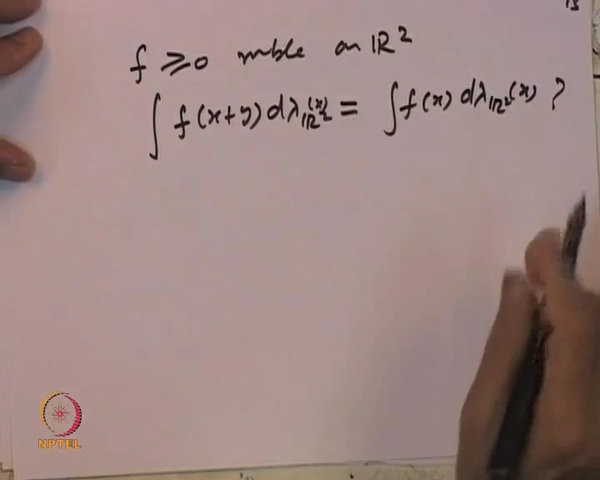 f ⩾ 0 mble on ℝ²
∫ f(x+y) dλ_ℝ²(x) = ∫ f(x) dλ_ℝ²(x) ?
NPTEL